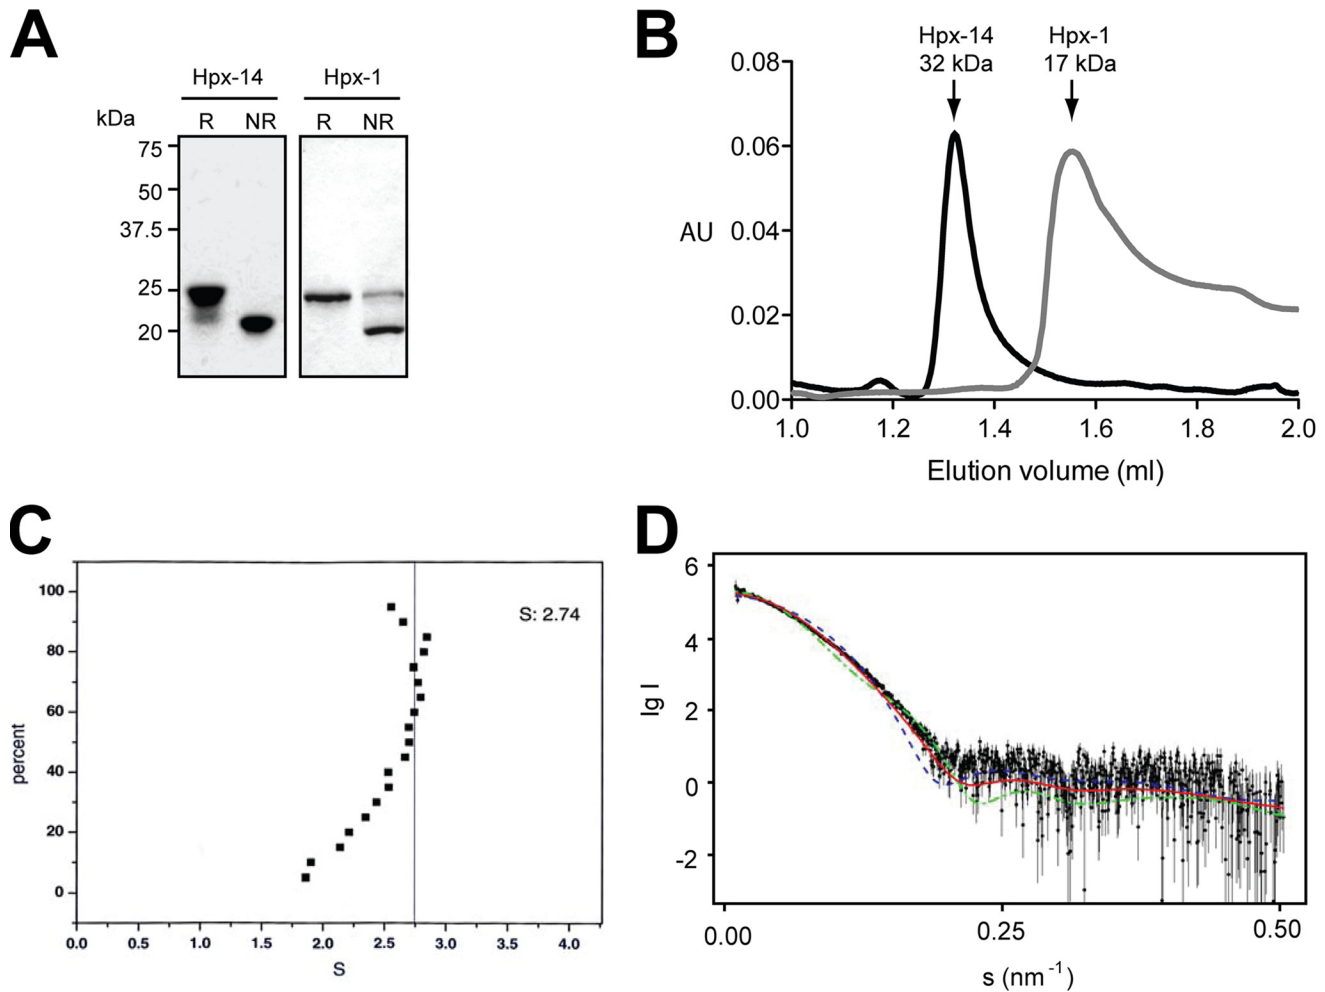 A
Hpx-14 Hpx-1
kDa R NR R NR
75
50
37.5
25
20
B
Hpx-14 Hpx-1
32 kDa 17 kDa
0.08
0.06
AU 0.04
0.02
0.00
1.0 1.2 1.4 1.6 1.8 2.0
Elution volume (ml)
C
S: 2.74
100
80
60
40
20
0
percent
0.0 0.5 1.0 1.5 2.0 2.5 3.0 3.5 4.0
S
D
6
4
2
0
-2
lg I
0.00 0.25 0.50
s (nm⁻¹)